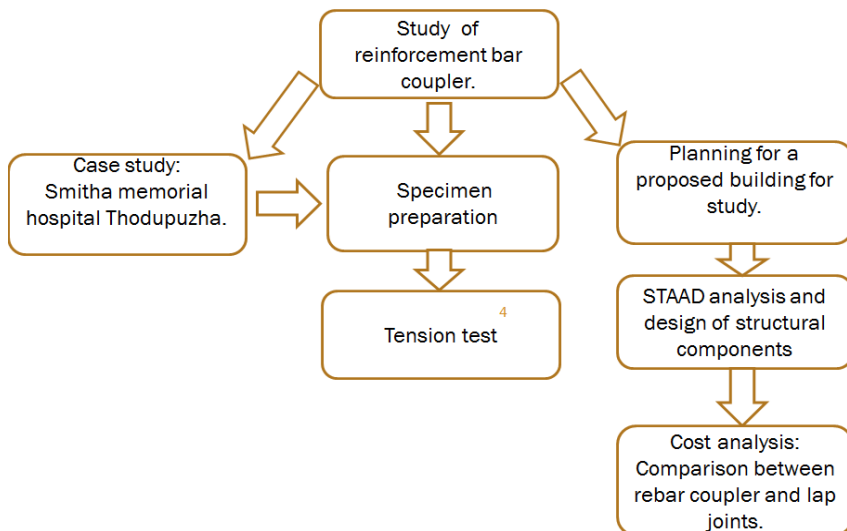 Study of
reinforcement bar
coupler.
Case study:
Smitha memorial
hospital Thodupuzha.
Specimen
preparation
Planning for a
proposed building for
study.
4
Tension test
STAAD analysis and
design of structural
components
Cost analysis:
Comparison between
rebar coupler and lap
joints.